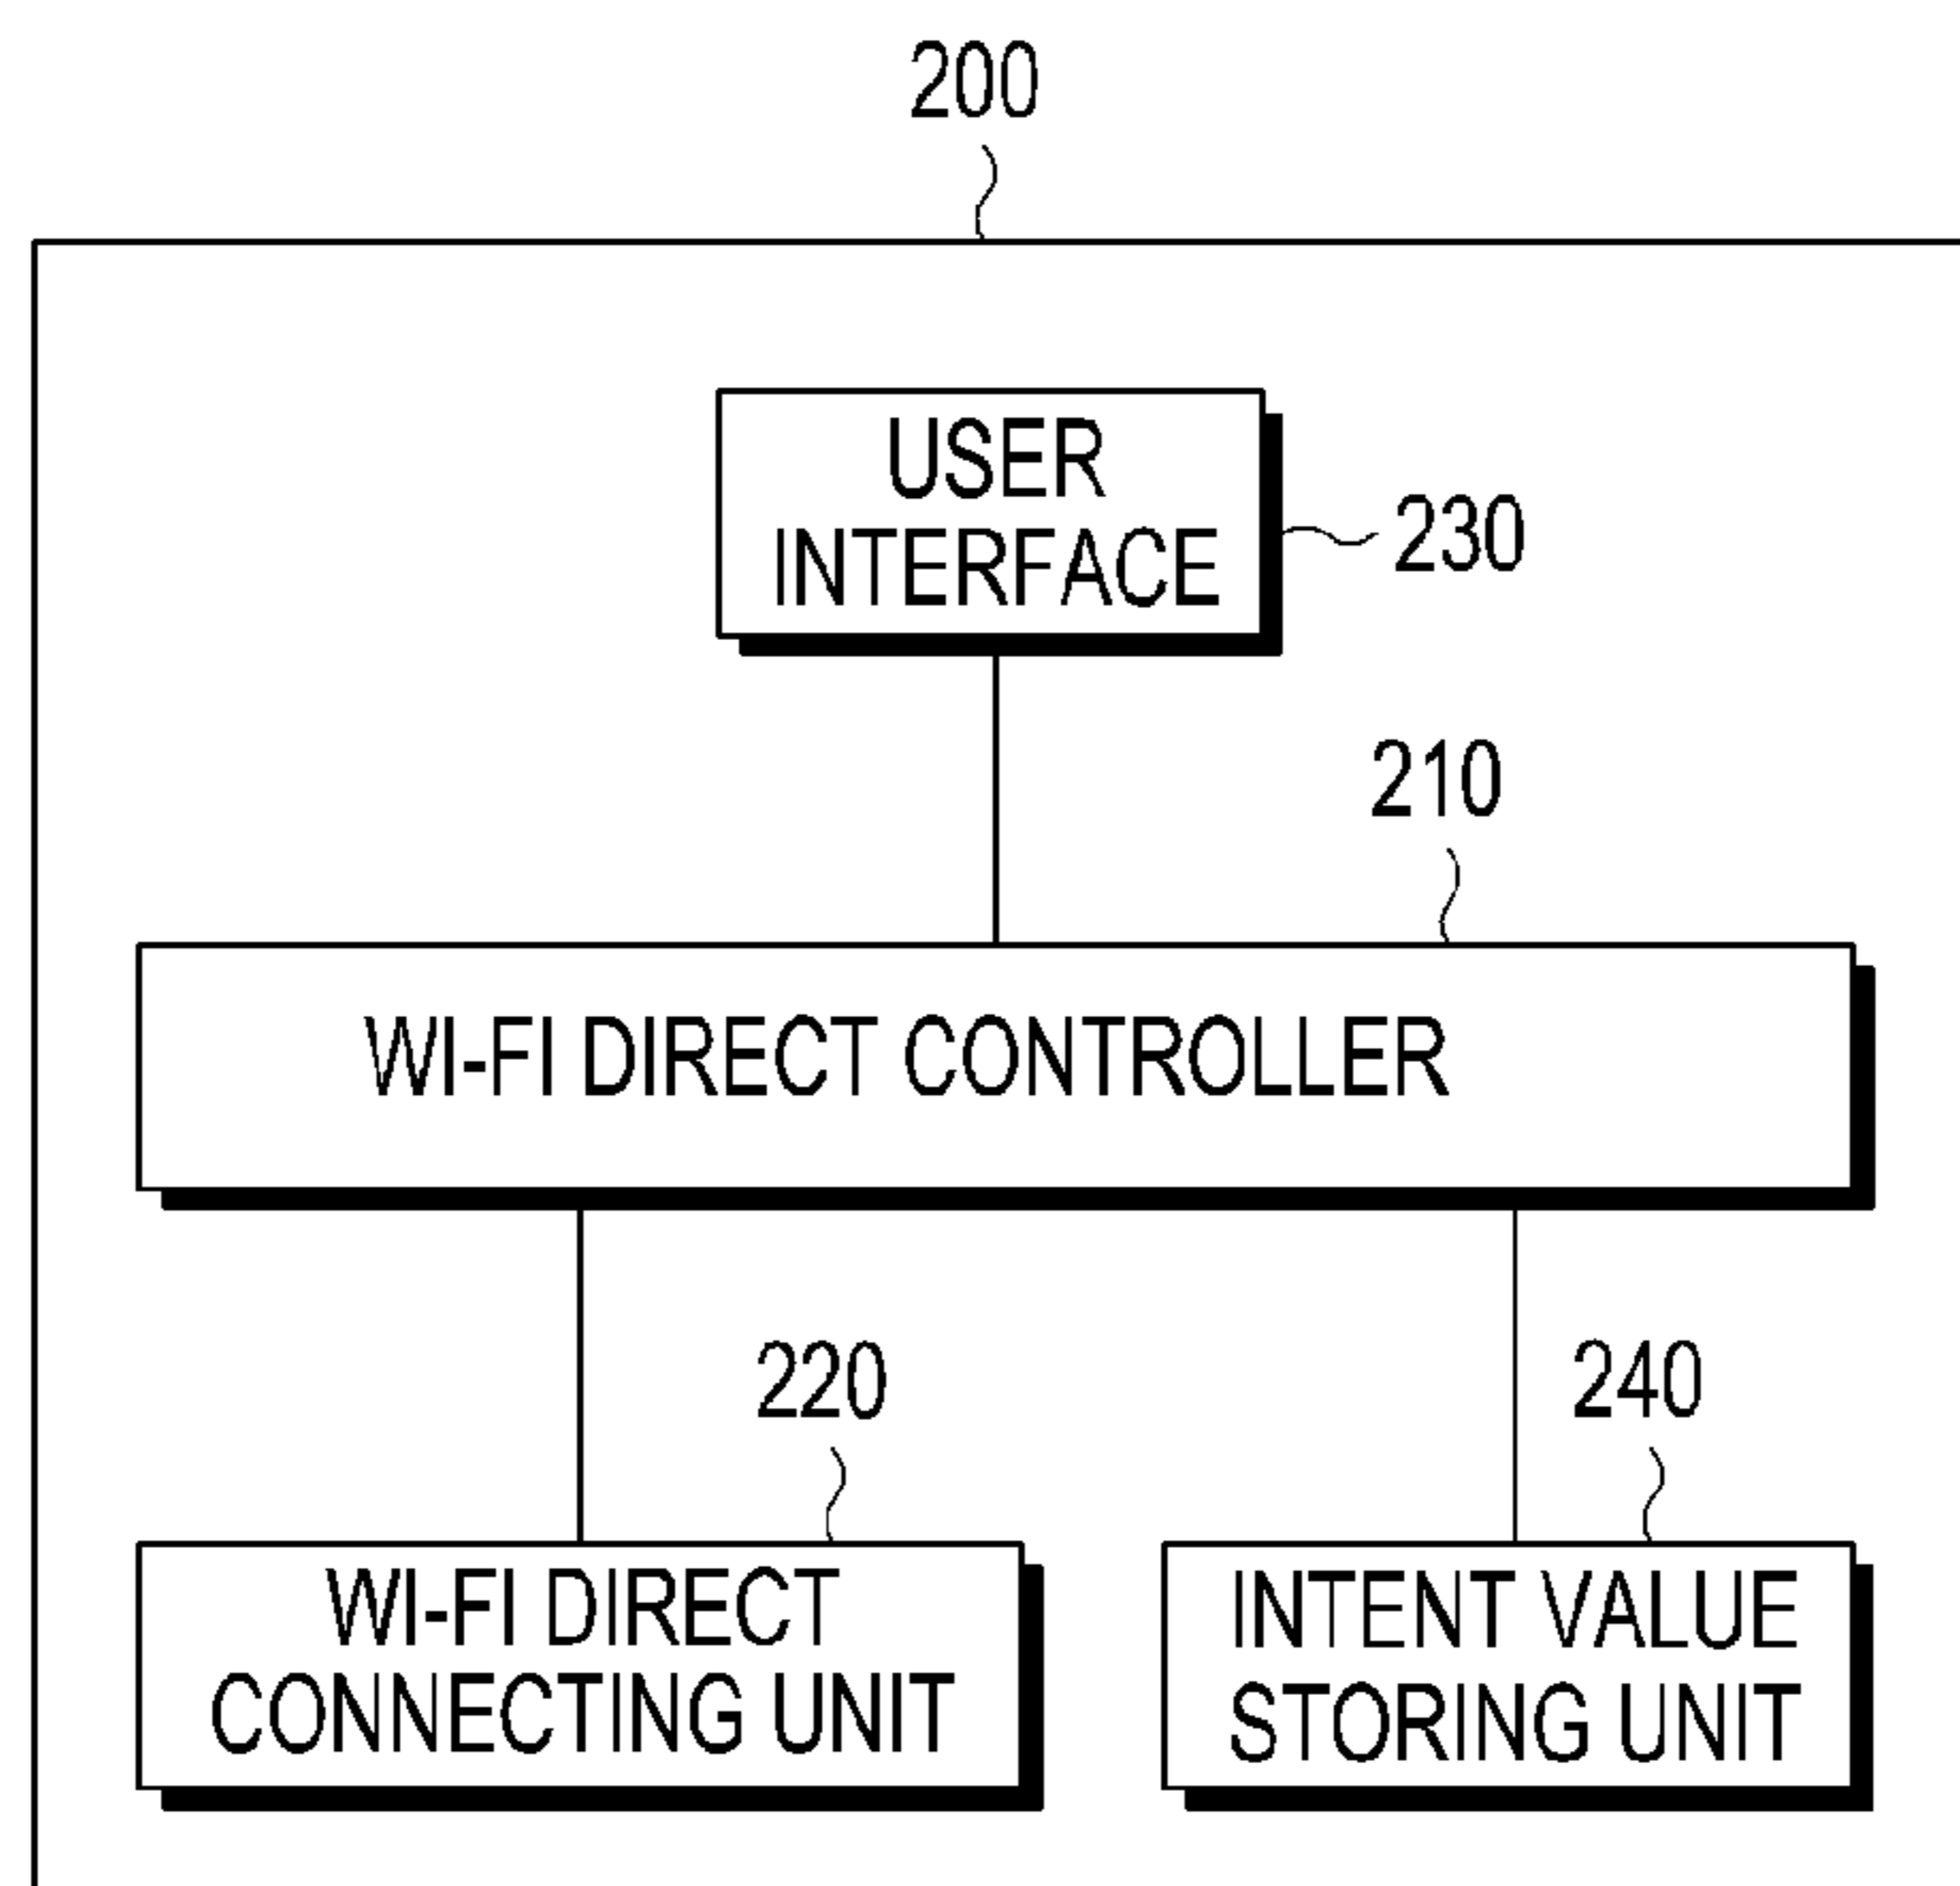 200
USER
INTERFACE
230
210
WI-FI DIRECT CONTROLLER
220
240
WI-FI DIRECT
CONNECTING UNIT
INTENT VALUE
STORING UNIT